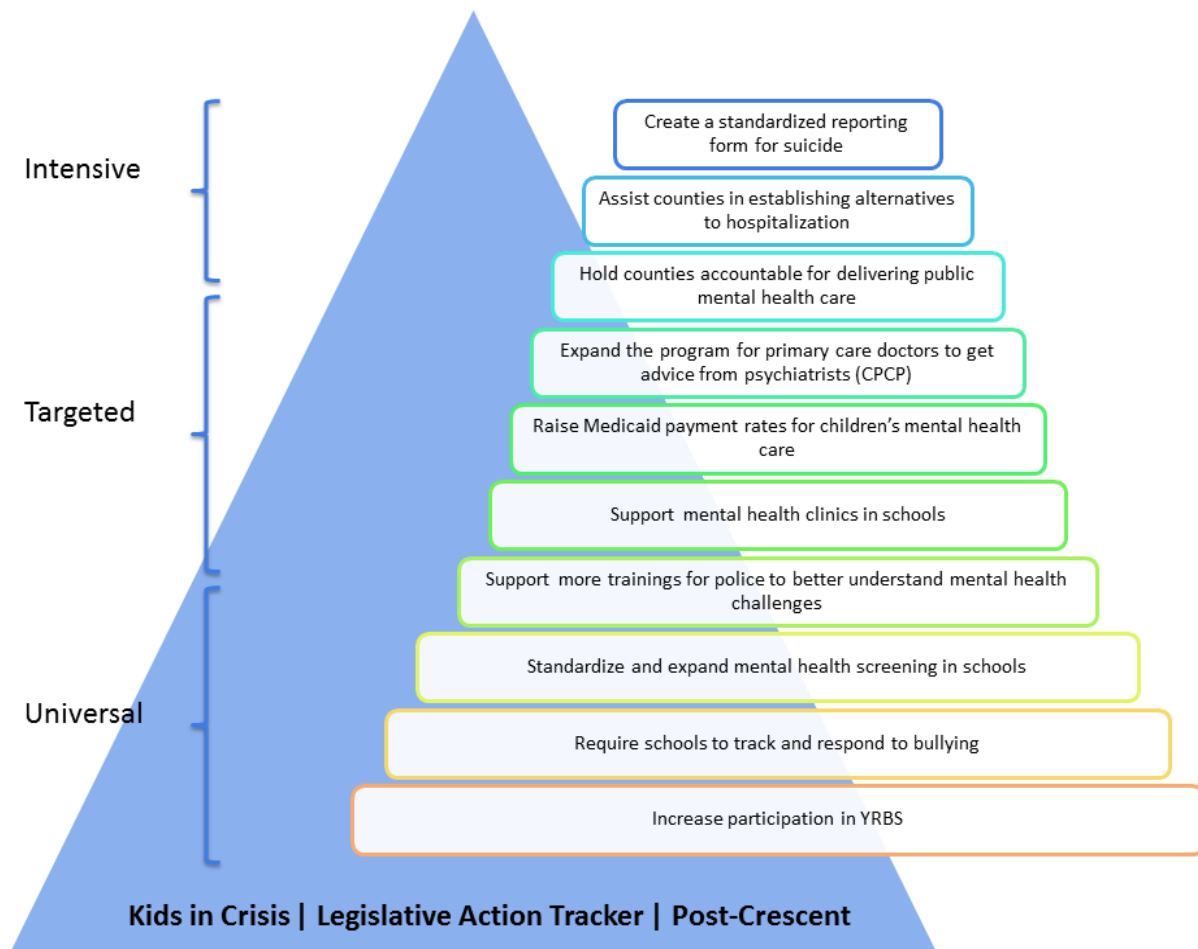 Intensive
Create a standardized reporting
form for suicide
Assist counties in establishing alternatives
to hospitalization
Hold counties accountable for delivering public
mental health care
Targeted
Expand the program for primary care doctors to get
advice from psychiatrists (CPCP)
Raise Medicaid payment rates for children’s mental health
care
Support mental health clinics in schools
Universal
Support more trainings for police to better understand mental health
challenges
Standardize and expand mental health screening in schools
Require schools to track and respond to bullying
Increase participation in YRBS
Kids in Crisis | Legislative Action Tracker | Post-Crescent